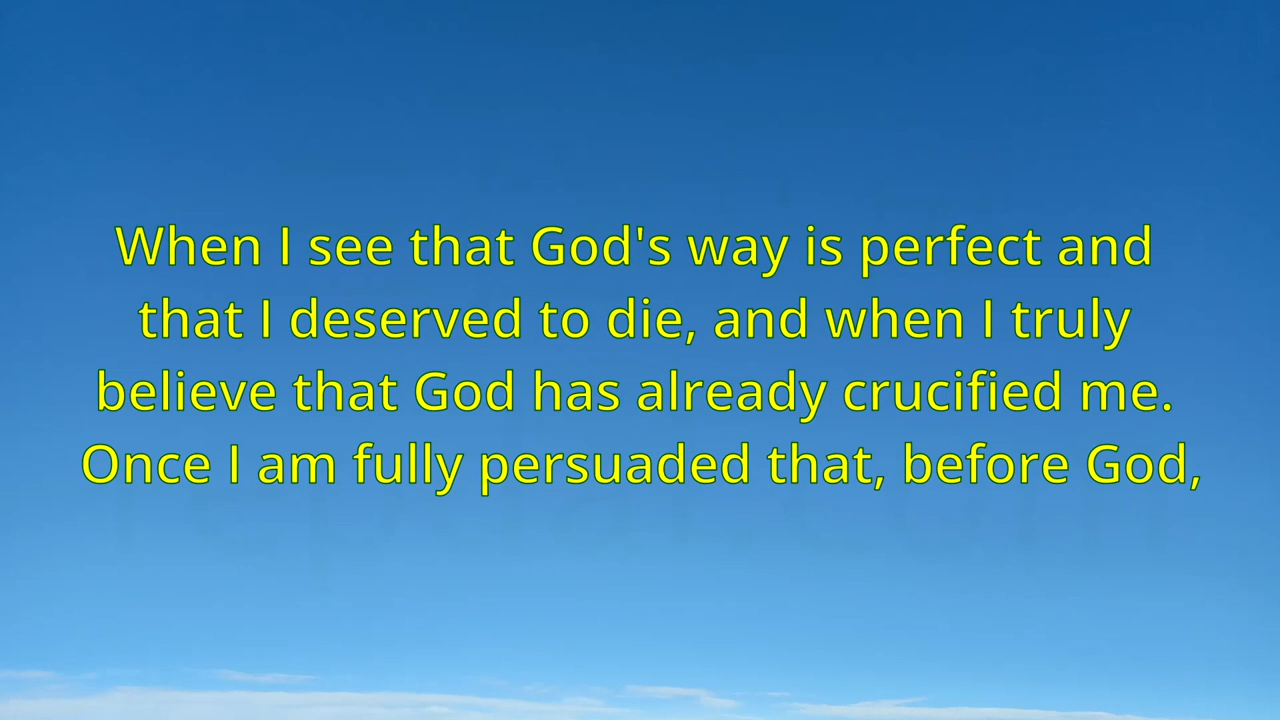 When I see that God's way is perfect and
that I deserved to die, and when I truly
believe that God has already crucified me.
Once I am fully persuaded that, before God,